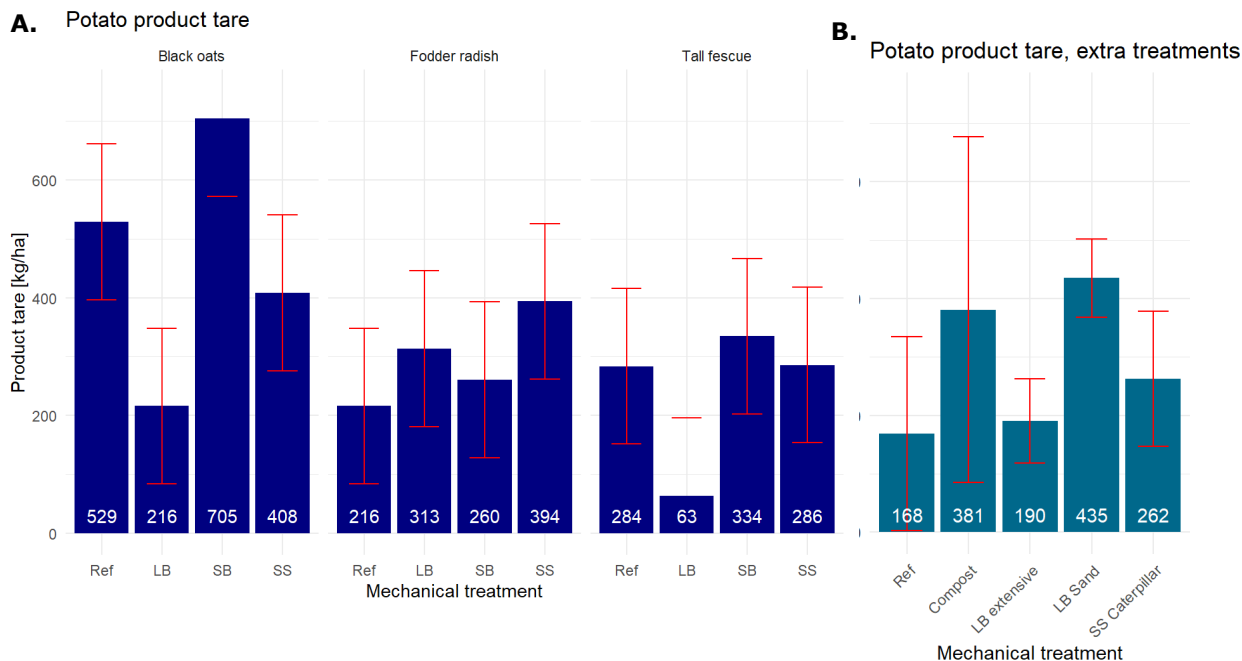 A.
Potato product tare
Black oats
Fodder radish
Tall fescue
Product tare [kg/ha]
600
400
200
0
529 216 705 408
216 313 260 394
284 63 334 286
Ref LB SB SS
Ref LB SB SS
Ref LB SB SS
Mechanical treatment
B.
Potato product tare, extra treatments
168 381 190 435 262
Ref
Compost
LB extensive
LB Sand
SS Caterpillar
Mechanical treatment